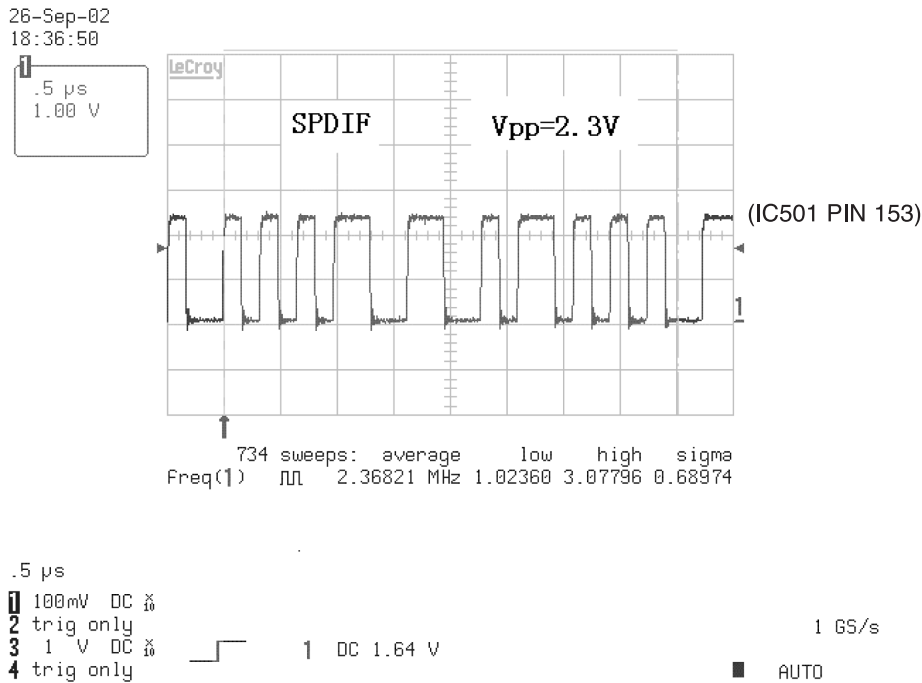 26-Sep-02
18:36:50
1
.5 µs
1.00 V
LeCroy
SPDIF
Vpp=2.3V
(IC501 PIN 153)
1
734 sweeps: average low high sigma
Freq(1) 2.36821 MHz 1.02360 3.07796 0.68974
.5 µs
1 100mV DC X10
2 trig only
3 1 V DC X10
4 trig only
1 DC 1.64 V
1 GS/s
AUTO